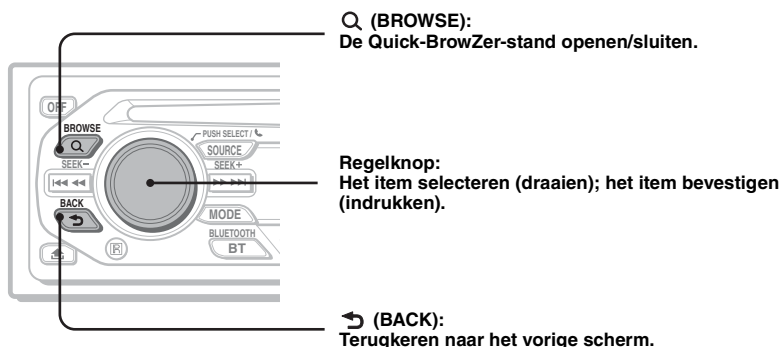 (BROWSE):
De Quick-BrowZer-stand openen/sluiten.
OFF
BROWSE
PUSH SELECT /
SOURCE
SEEK–
SEEK+
Regelknop:
Het item selecteren (draaien); het item bevestigen
(indrukken).
BACK
MODE
BLUETOOTH
BT
R
(BACK):
Terugkeren naar het vorige scherm.